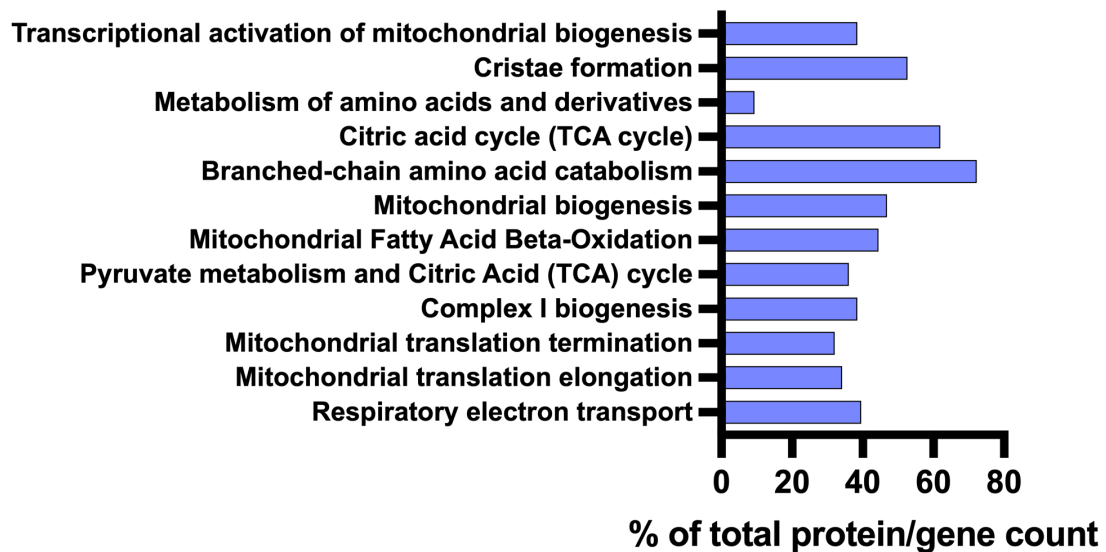 Transcriptional activation of mitochondrial biogenesis
Cristae formation
Metabolism of amino acids and derivatives
Citric acid cycle (TCA cycle)
Branched-chain amino acid catabolism
Mitochondrial biogenesis
Mitochondrial Fatty Acid Beta-Oxidation
Pyruvate metabolism and Citric Acid (TCA) cycle
Complex I biogenesis
Mitochondrial translation termination
Mitochondrial translation elongation
Respiratory electron transport
0 20 40 60 80
% of total protein/gene count